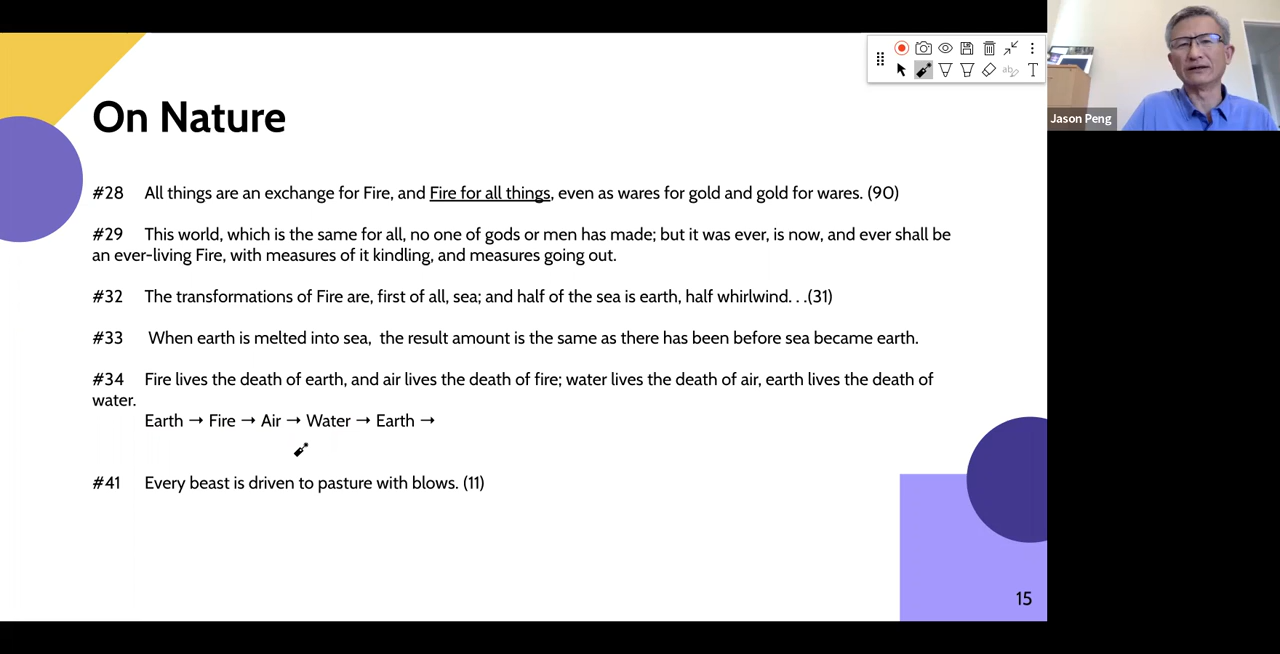 On Nature
#28 All things are an exchange for Fire, and Fire for all things, even as wares for gold and gold for wares. (90)
#29 This world, which is the same for all, no one of gods or men has made; but it was ever, is now, and ever shall be
an ever-living Fire, with measures of it kindling, and measures going out.
#32 The transformations of Fire are, first of all, sea; and half of the sea is earth, half whirlwind. . .(31)
#33 When earth is melted into sea, the result amount is the same as there has been before sea became earth.
#34 Fire lives the death of earth, and air lives the death of fire; water lives the death of air, earth lives the death of
water.
Earth → Fire → Air → Water → Earth →
#41 Every beast is driven to pasture with blows. (11)
15
Jason Peng